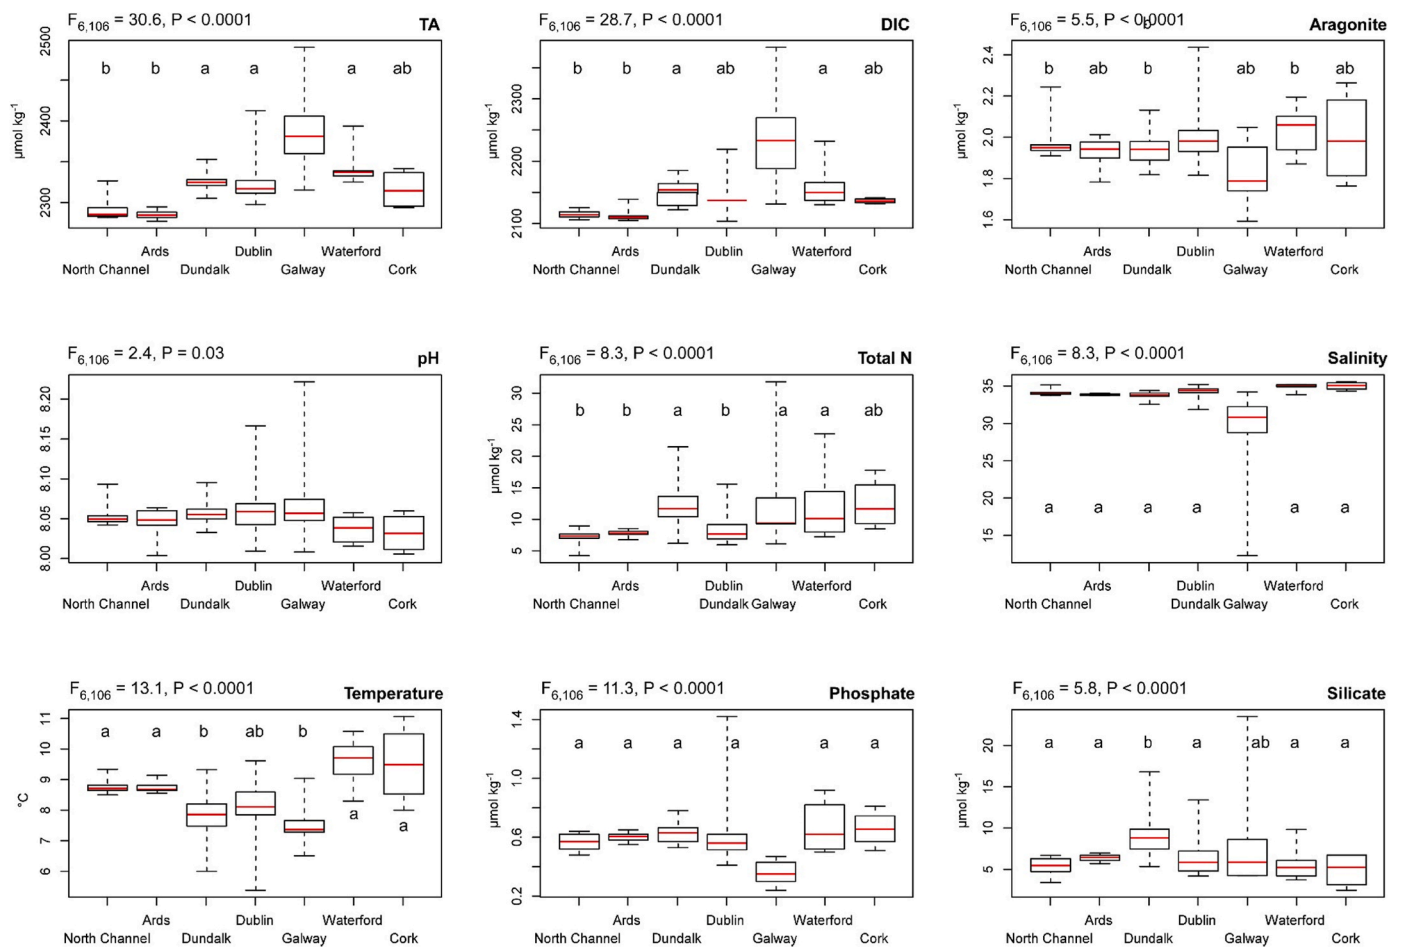 F6,106 = 30.6, P < 0.0001 TA
F6,106 = 28.7, P < 0.0001 DIC
F6,106 = 5.5, P < 0.0001 Aragonite
b
2500
2400
2300
µmol kg-1
b b a a a ab
Ards Dublin Waterford
North Channel Dundalk Galway Cork
2300
2200
2100
µmol kg-1
b b a ab a ab
Ards Dublin Waterford
North Channel Dundalk Galway Cork
2.4
2.2
2.0
1.8
1.6
µmol kg-1
b ab b ab b ab
Ards Dublin Waterford
North Channel Dundalk Galway Cork
F6,106 = 2.4, P = 0.03 pH
F6,106 = 8.3, P < 0.0001 Total N
F6,106 = 8.3, P < 0.0001 Salinity
8.20
8.15
8.10
8.05
8.00
Ards Dublin Waterford
North Channel Dundalk Galway Cork
30
25
20
15
10
5
µmol kg-1
b b a b a a ab
Ards Dublin Waterford
North Channel Dundalk Galway Cork
35
30
25
20
15
a a a a a a
Ards Dublin Waterford
North Channel Dundalk Galway Cork
F6,106 = 13.1, P < 0.0001 Temperature
F6,106 = 11.3, P < 0.0001 Phosphate
F6,106 = 5.8, P < 0.0001 Silicate
11
10
9
8
7
6
°C
a a b ab b
a a
Ards Dublin Waterford
North Channel Dundalk Galway Cork
1.4
1.0
0.6
0.2
µmol kg-1
a a a a a a
Ards Dublin Waterford
North Channel Dundalk Galway Cork
20
15
10
5
µmol kg-1
a a b a ab a a
Ards Dublin Waterford
North Channel Dundalk Galway Cork